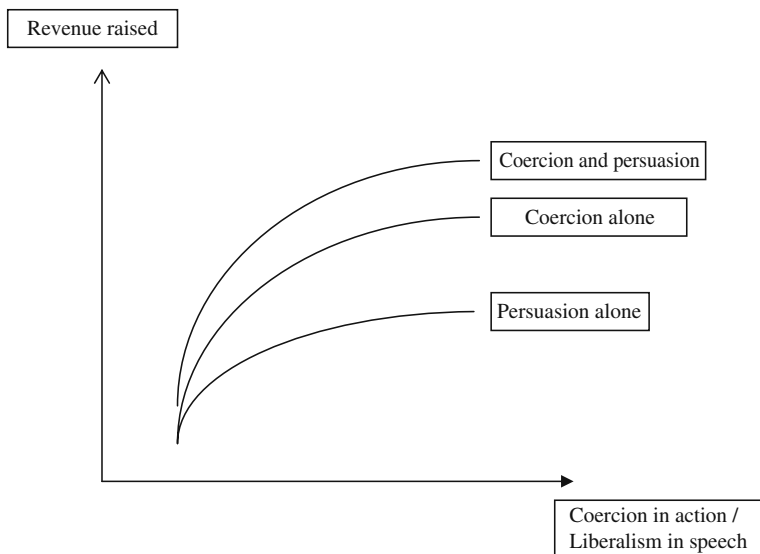 Revenue raised
Coercion and persuasion
Coercion alone
Persuasion alone
Coercion in action /
Liberalism in speech